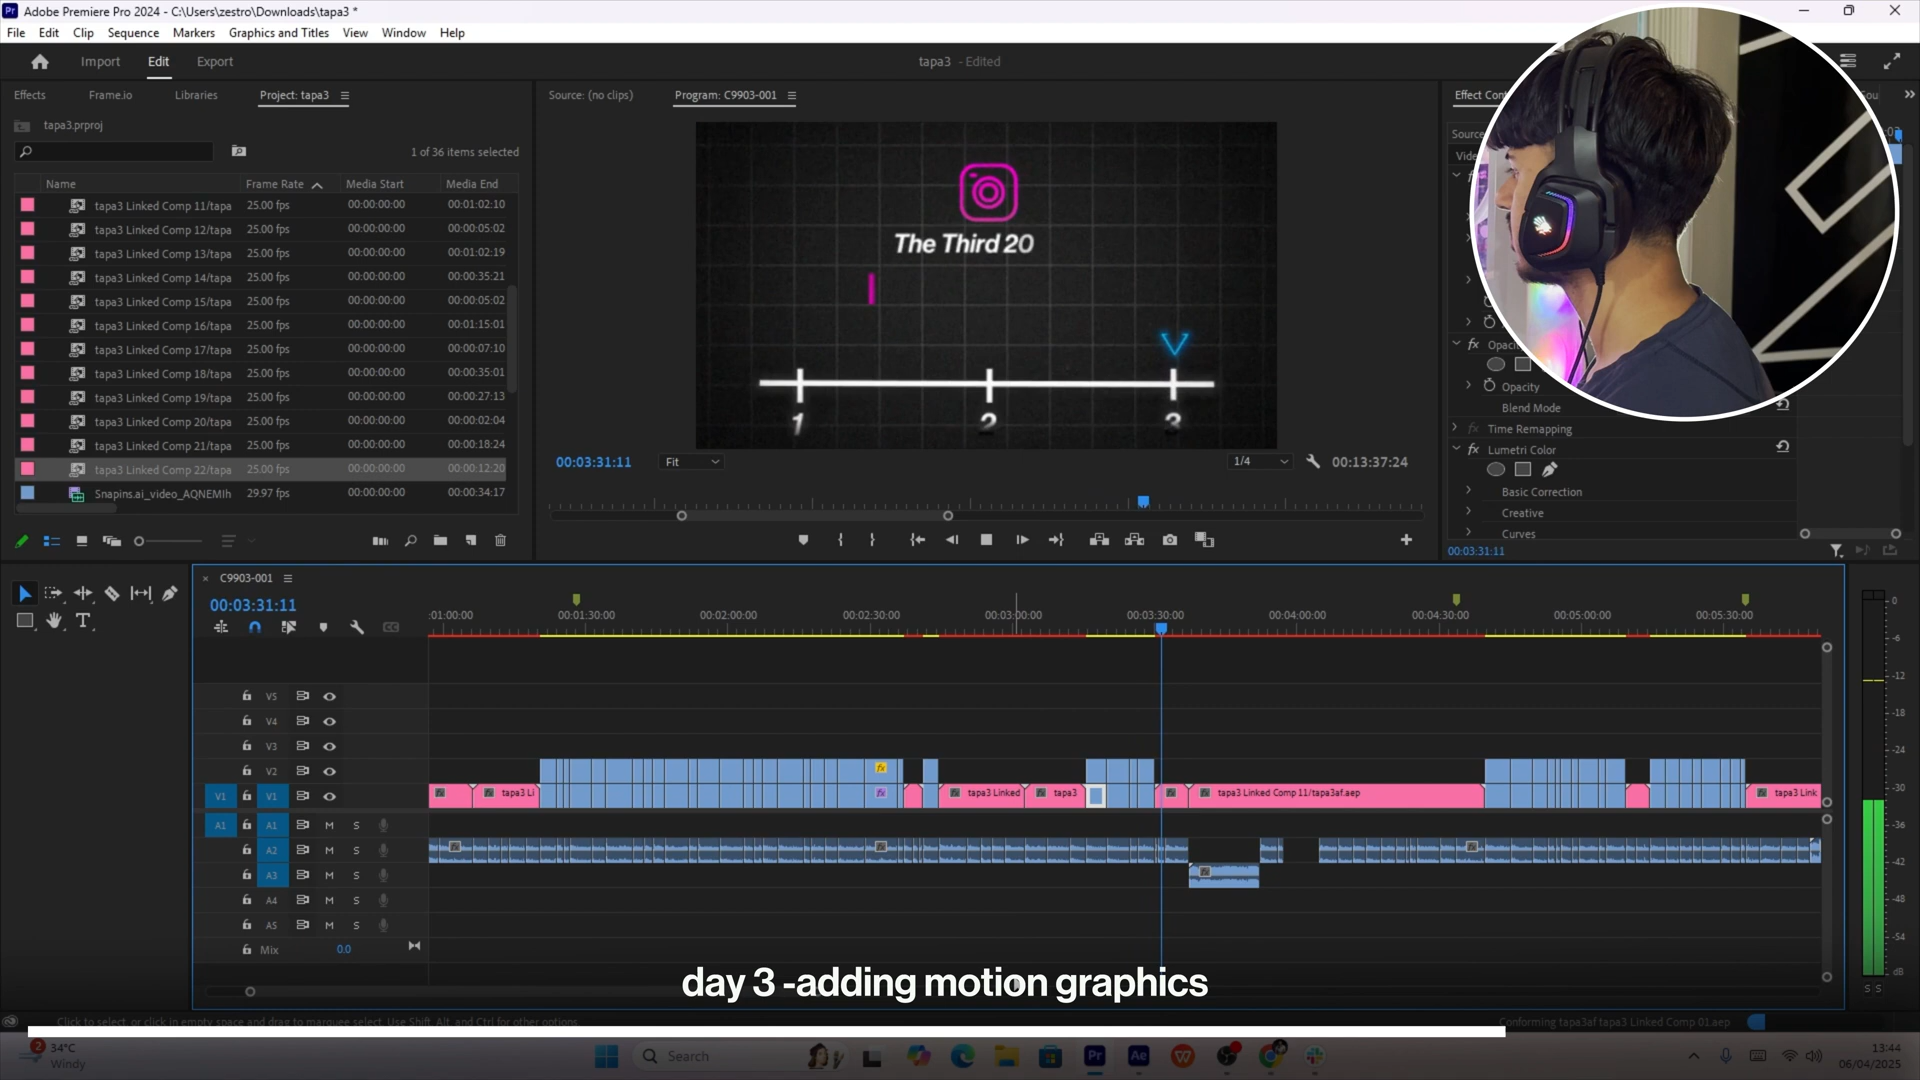 Adobe Premiere Pro 2024 - C:\Users\zestro\Downloads\tapa3 *
File Edit Clip Sequence Markers Graphics and Titles View Window Help
Import Edit Export
tapa3 - Edited
Effects Frame.io Libraries Project: tapa3
tapa3.prproj
1 of 36 items selected
Name Frame Rate Media Start Media End
tapa3 Linked Comp 11/tapa 25.00 fps 00:00:00:00 00:01:02:10
tapa3 Linked Comp 12/tapa 25.00 fps 00:00:00:00 00:00:05:02
tapa3 Linked Comp 13/tapa 25.00 fps 00:00:00:00 00:01:02:19
tapa3 Linked Comp 14/tapa 25.00 fps 00:00:00:00 00:00:35:21
tapa3 Linked Comp 15/tapa 25.00 fps 00:00:00:00 00:00:05:02
tapa3 Linked Comp 16/tapa 25.00 fps 00:00:00:00 00:01:15:01
tapa3 Linked Comp 17/tapa 25.00 fps 00:00:00:00 00:00:07:10
tapa3 Linked Comp 18/tapa 25.00 fps 00:00:00:00 00:00:35:01
tapa3 Linked Comp 19/tapa 25.00 fps 00:00:00:00 00:00:27:13
tapa3 Linked Comp 20/tapa 25.00 fps 00:00:00:00 00:00:02:04
tapa3 Linked Comp 21/tapa 25.00 fps 00:00:00:00 00:00:18:24
tapa3 Linked Comp 22/tapa 25.00 fps 00:00:00:00 00:00:12:20
Snapins.ai_video_AQNEMIh 29.97 fps 00:00:00:00 00:00:34:17
Source: (no clips) Program: C9903-001
The Third 20
1 2 3
00:03:31:11 Fit 1/4 00:13:37:24
Effect Con
Source
Vide
fx Opac
Opacity
Blend Mode
fx Time Remapping
fx Lumetri Color
Basic Correction
Creative
Curves
00:03:31:11
C9903-001
00:03:31:11
:01:00:00 00:01:30:00 00:02:00:00 00:02:30:00 00:03:00:00 00:03:30:00 00:04:00:00 00:04:30:00 00:05:00:00 00:05:30:00
V5
V4
V3
V2
V1 V1 tapa3 Li tapa3 Linked tapa3 tapa3 Linked Comp 11/tapa3af.aep tapa3 Link
A1 A1 M S
A2 M S
A3 M S
A4 M S
A5 M S
Mix 0.0
0
-6
-12
-18
-24
-30
-36
-42
-48
-54
dB
S S
day 3 -adding motion graphics
Click to select, or click in empty space and drag to marquee select. Use Shift, Alt, and Ctrl for other options.
Conforming tapa3af tapa3 Linked Comp 01.aep
2
34°C
Windy
Search
13:44
06/04/2025